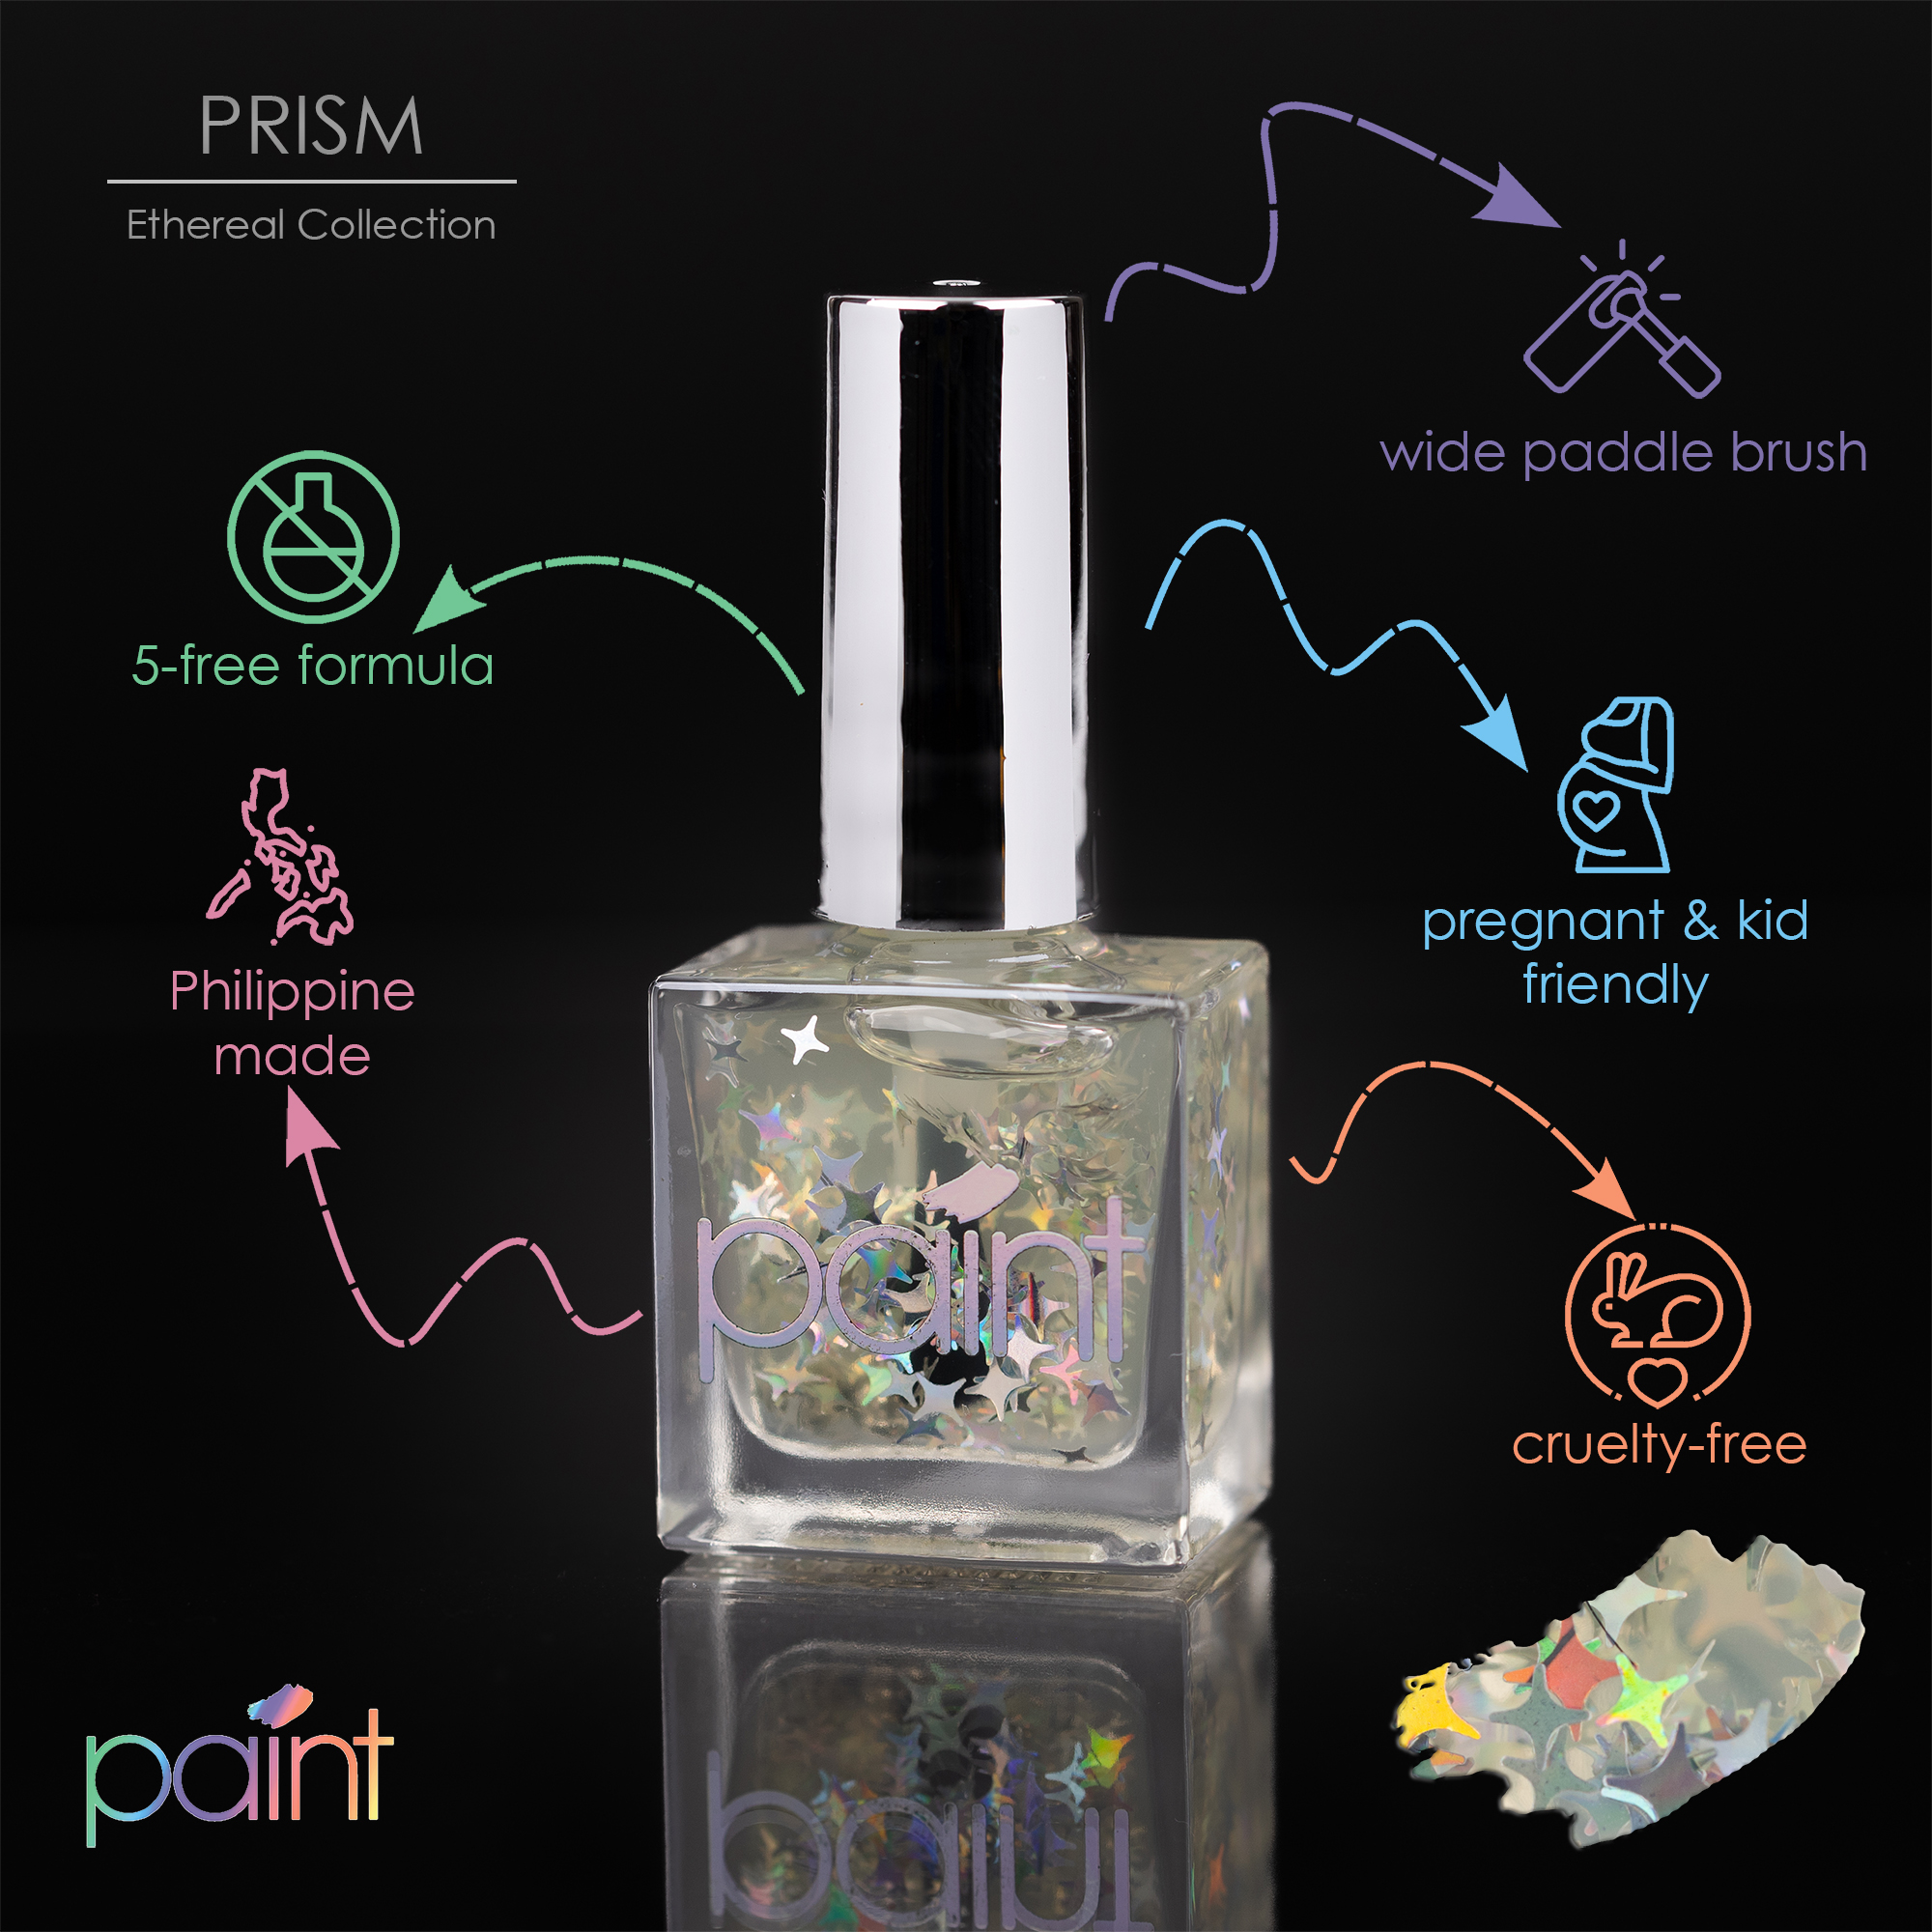 PRISM
Ethereal Collection
wide paddle brush
5-free formula
pregnant & kid
friendly
Philippine
made
paint
cruelty-free
paint